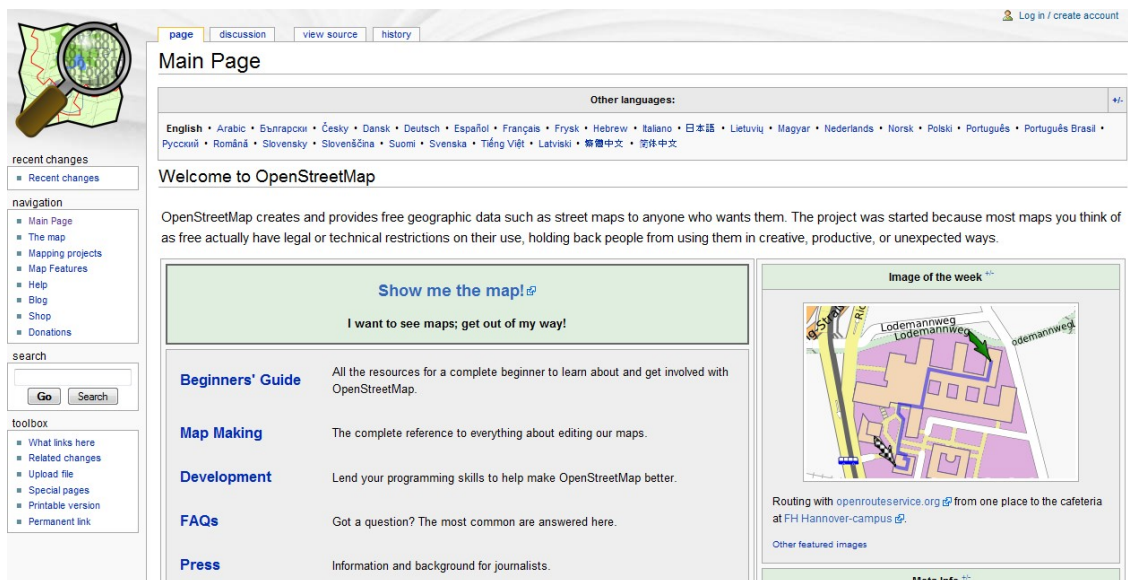 Log in / create account
page discussion view source history
Main Page
Other languages: +/-
English • Arabic • Български • Česky • Dansk • Deutsch • Español • Français • Frysk • Hebrew • Italiano • 日本語 • Lietuvių • Magyar • Nederlands • Norsk • Polski • Português • Português Brasil •
Русский • Română • Slovensky • Slovenščina • Suomi • Svenska • Tiếng Việt • Latviski • 繁體中文 • 简体中文
recent changes
Recent changes
navigation
Main Page
The map
Mapping projects
Map Features
Help
Blog
Shop
Donations
search
Go Search
toolbox
What links here
Related changes
Upload file
Special pages
Printable version
Permanent link
Welcome to OpenStreetMap
OpenStreetMap creates and provides free geographic data such as street maps to anyone who wants them. The project was started because most maps you think of
as free actually have legal or technical restrictions on their use, holding back people from using them in creative, productive, or unexpected ways.
Show me the map!
I want to see maps; get out of my way!
Beginners' Guide All the resources for a complete beginner to learn about and get involved with
OpenStreetMap.
Map Making The complete reference to everything about editing our maps.
Development Lend your programming skills to help make OpenStreetMap better.
FAQs Got a question? The most common are answered here.
Press Information and background for journalists.
Image of the week +/-
Lodemannweg
Lodemannweg
odemannweg
Routing with openrouteservice.org from one place to the cafeteria
at FH Hannover-campus.
Other featured images